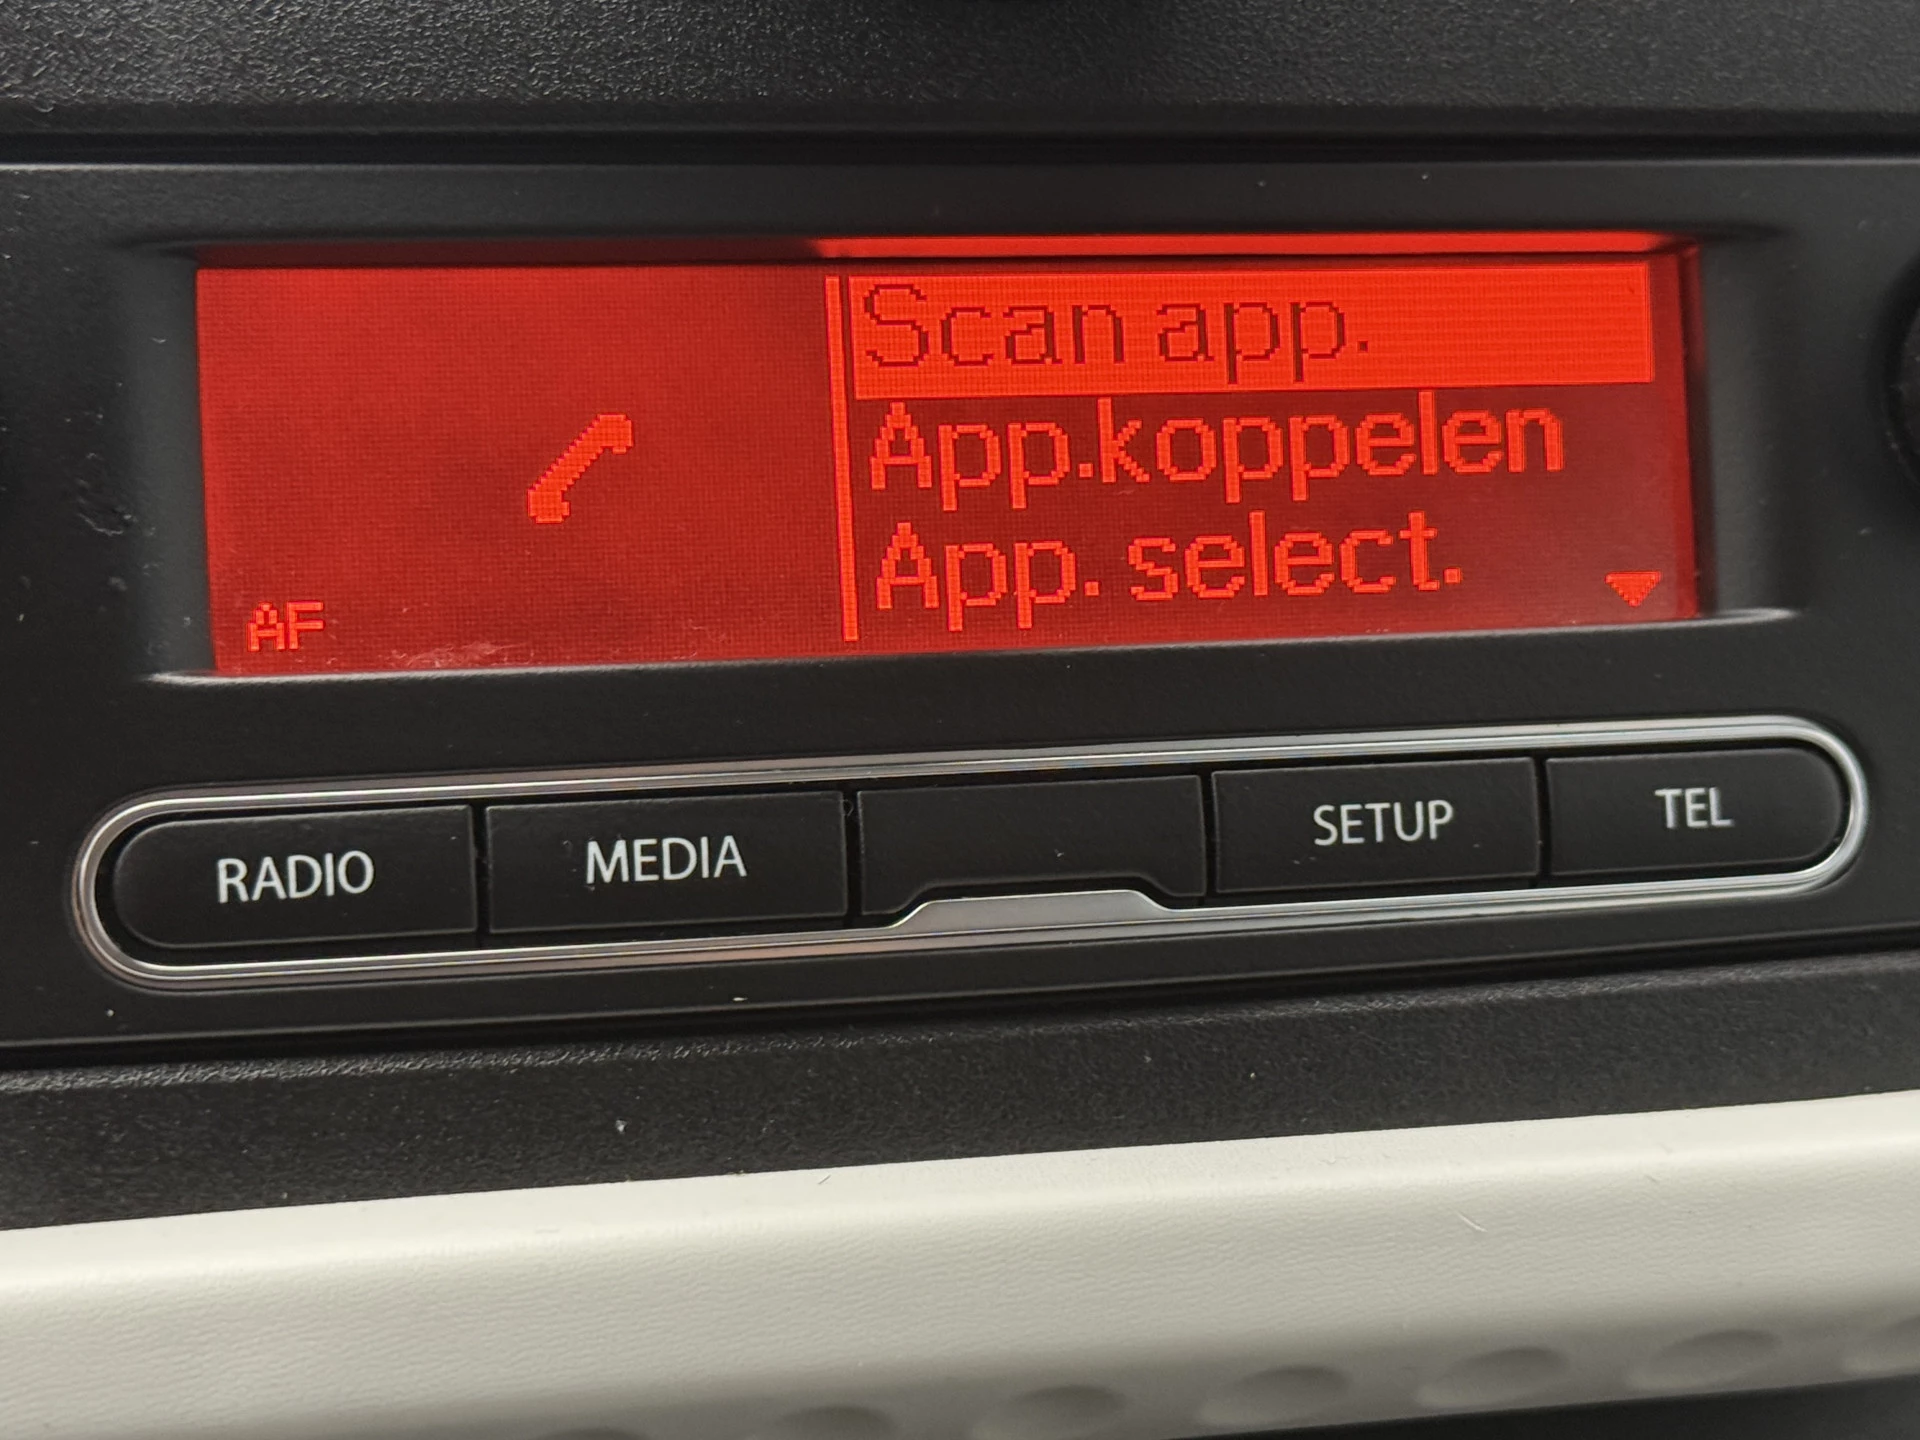 Scan app.
App.koppelen
App. select.
AF
RADIO
MEDIA
SETUP
TEL